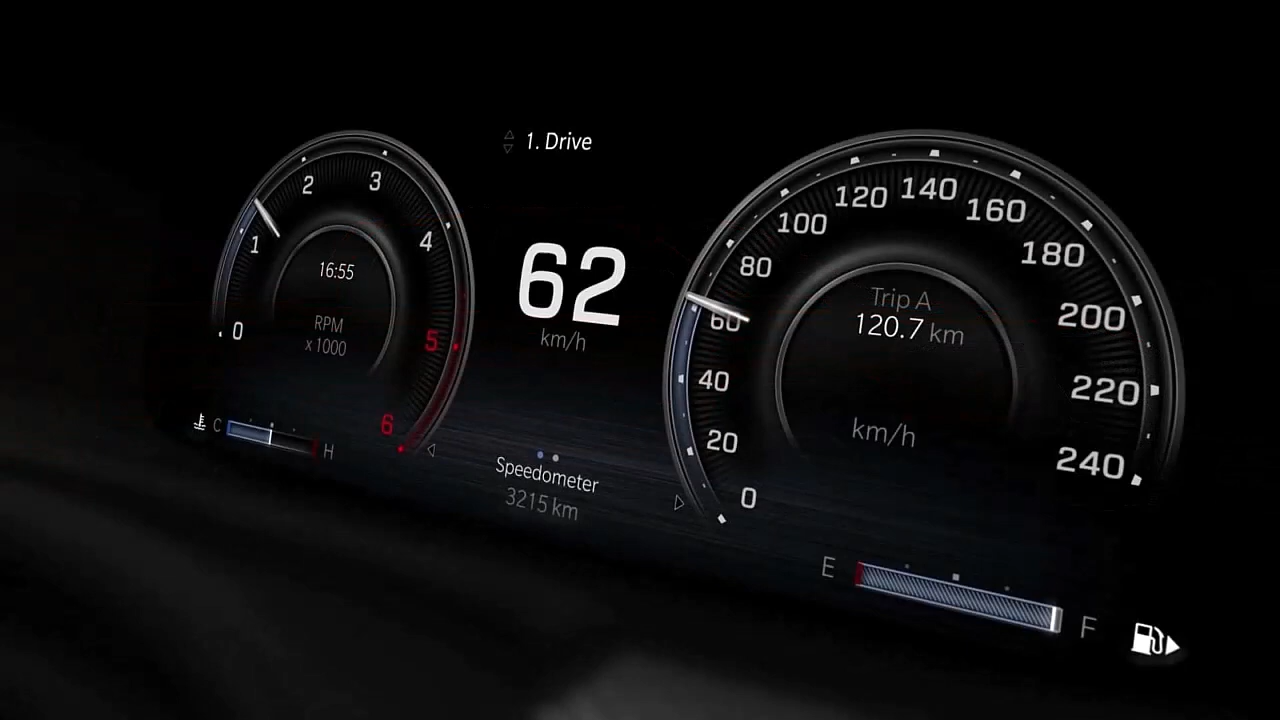 1. Drive
0
1
2
3
4
5
6
16:55
RPM
x 1000
C
H
62
km/h
Speedometer
3215 km
0
20
40
60
80
100
120
140
160
180
200
220
240
Trip A
120.7 km
km/h
E
F